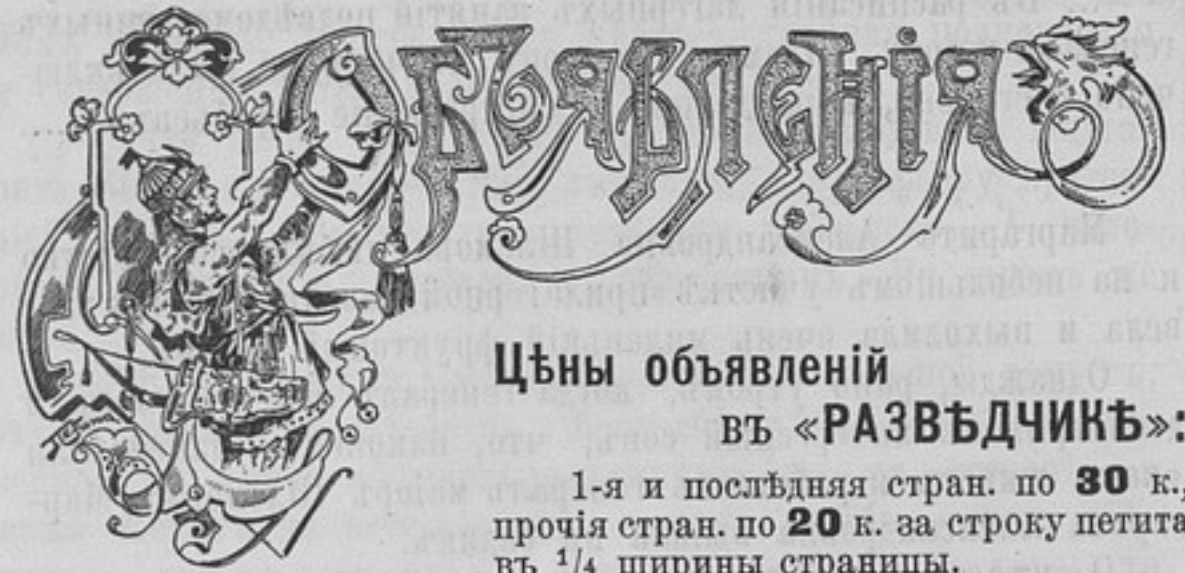 ОБЪЯВЛЕНІЯ
Цѣны объявленій
въ «РАЗВѢДЧИКѢ»:
1-я и послѣдняя стран. по 30 к.,
прочія стран. по 20 к. за строку петита
въ 1/4 ширины страницы.